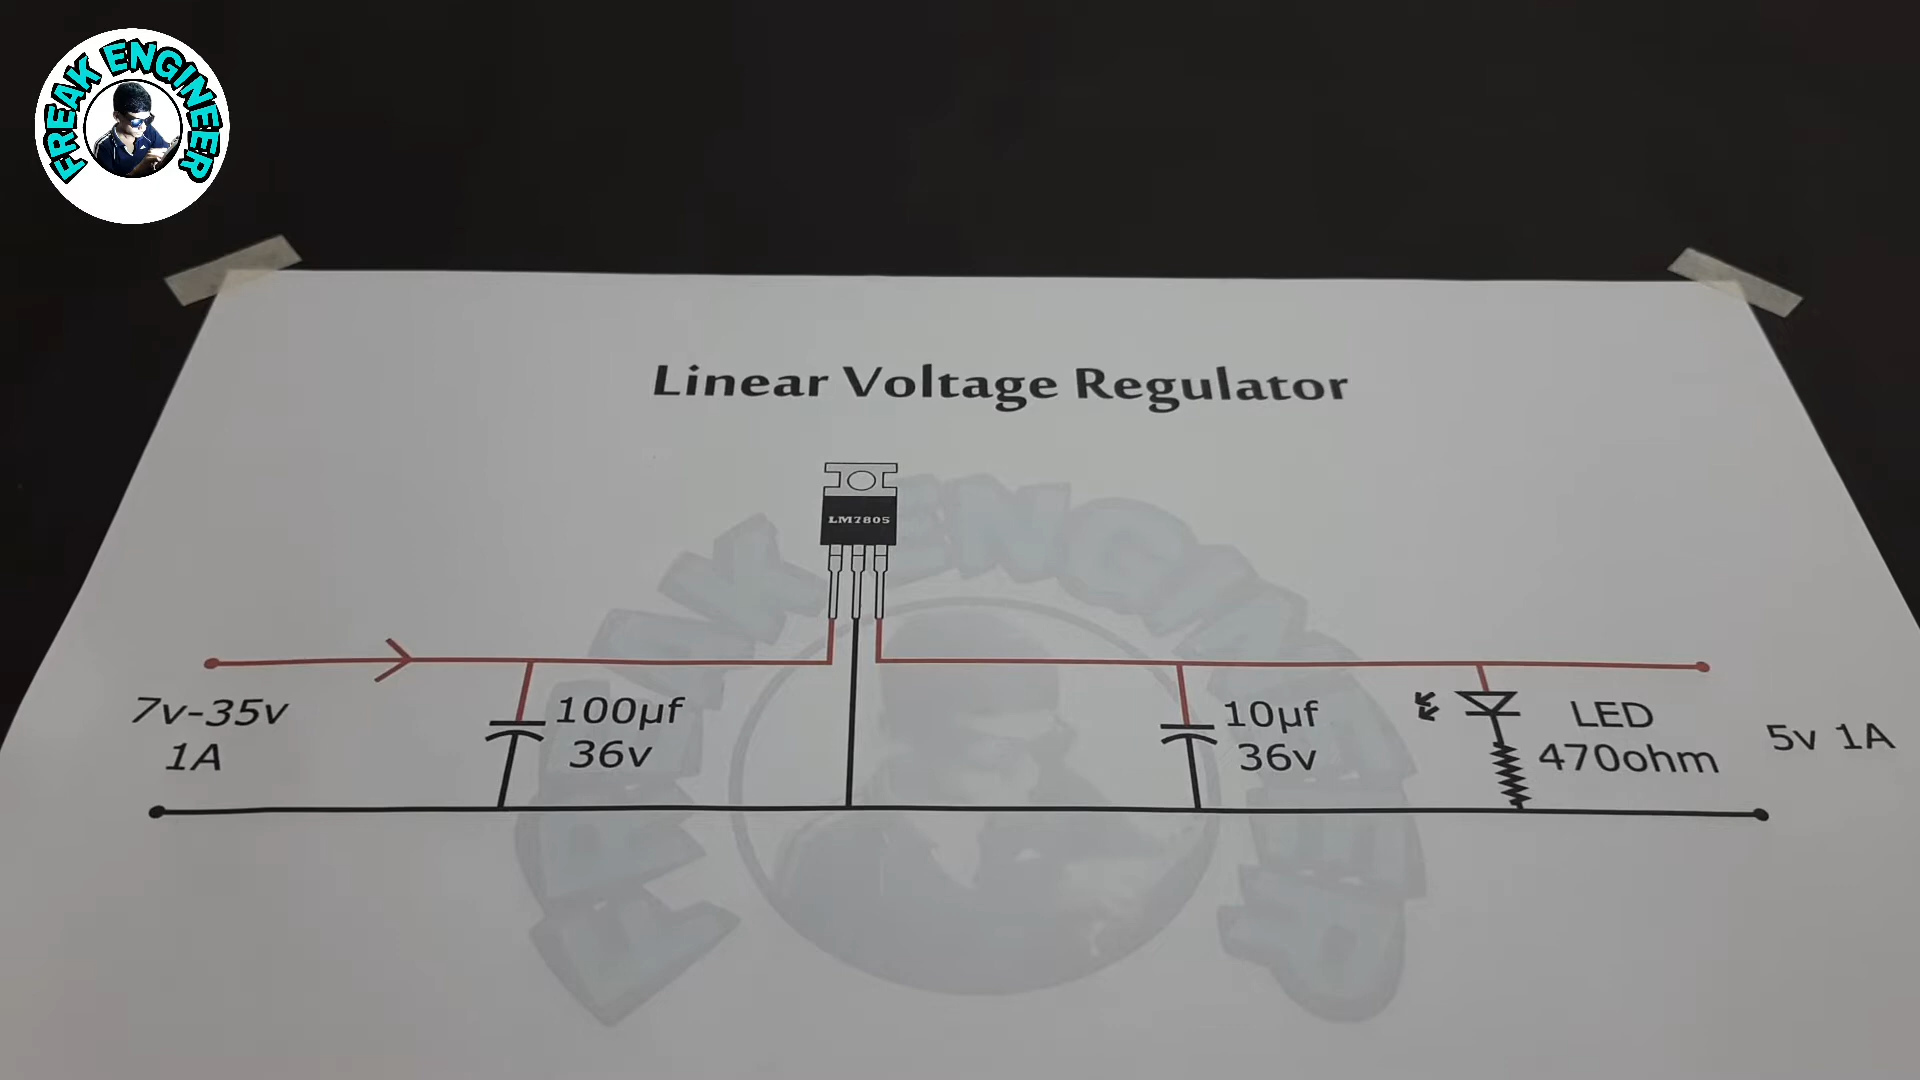 FREAK ENGINEER
Linear Voltage Regulator
LM7805
7v-35v
1A
100µf
36v
10µf
36v
LED
470ohm
5v 1A